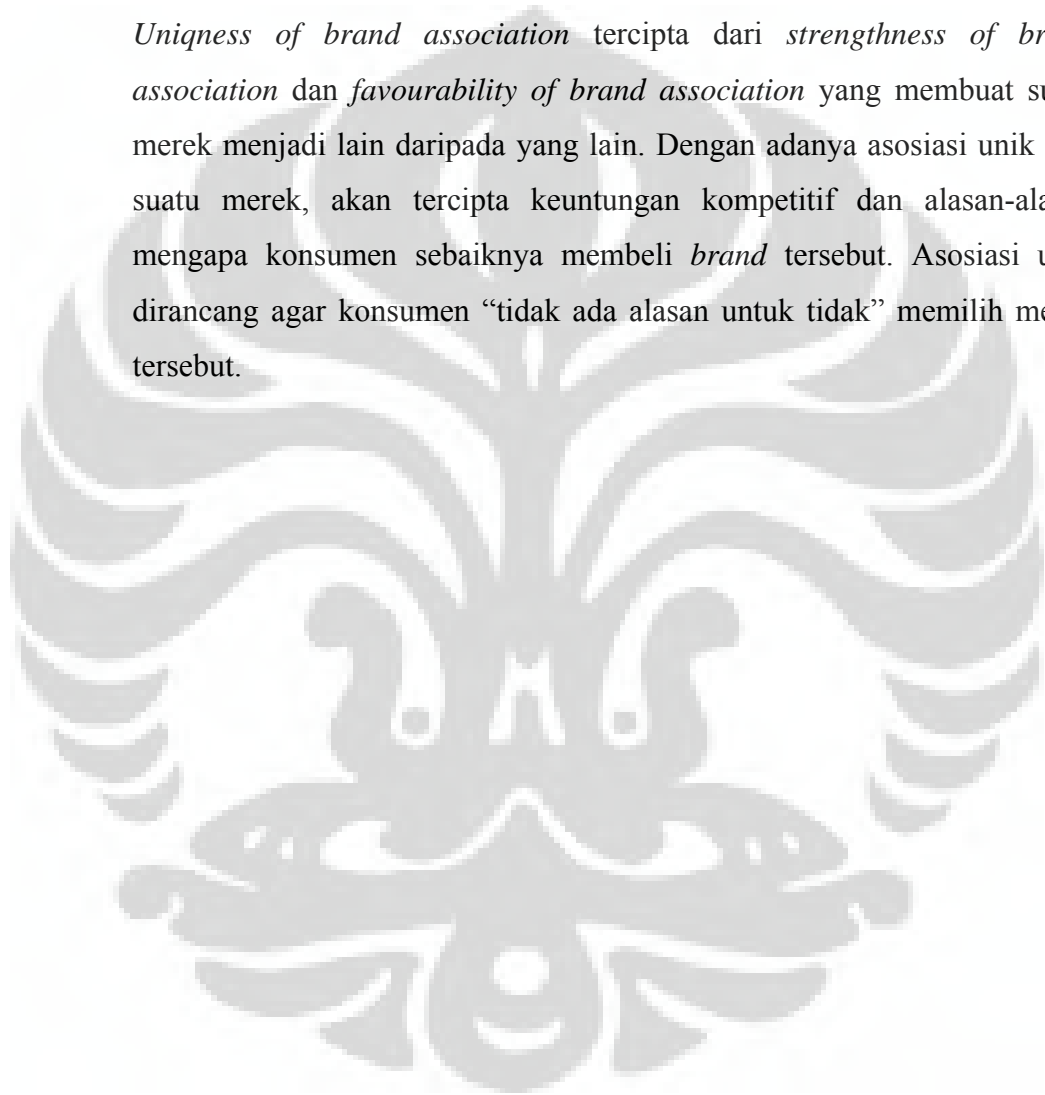 Uniqness of brand association tercipta dari strengthness of br
association dan favourability of brand association yang membuat su
merek menjadi lain daripada yang lain. Dengan adanya asosiasi unik
suatu merek, akan tercipta keuntungan kompetitif dan alasan-ala
mengapa konsumen sebaiknya membeli brand tersebut. Asosiasi u
dirancang agar konsumen “tidak ada alasan untuk tidak” memilih me
tersebut.